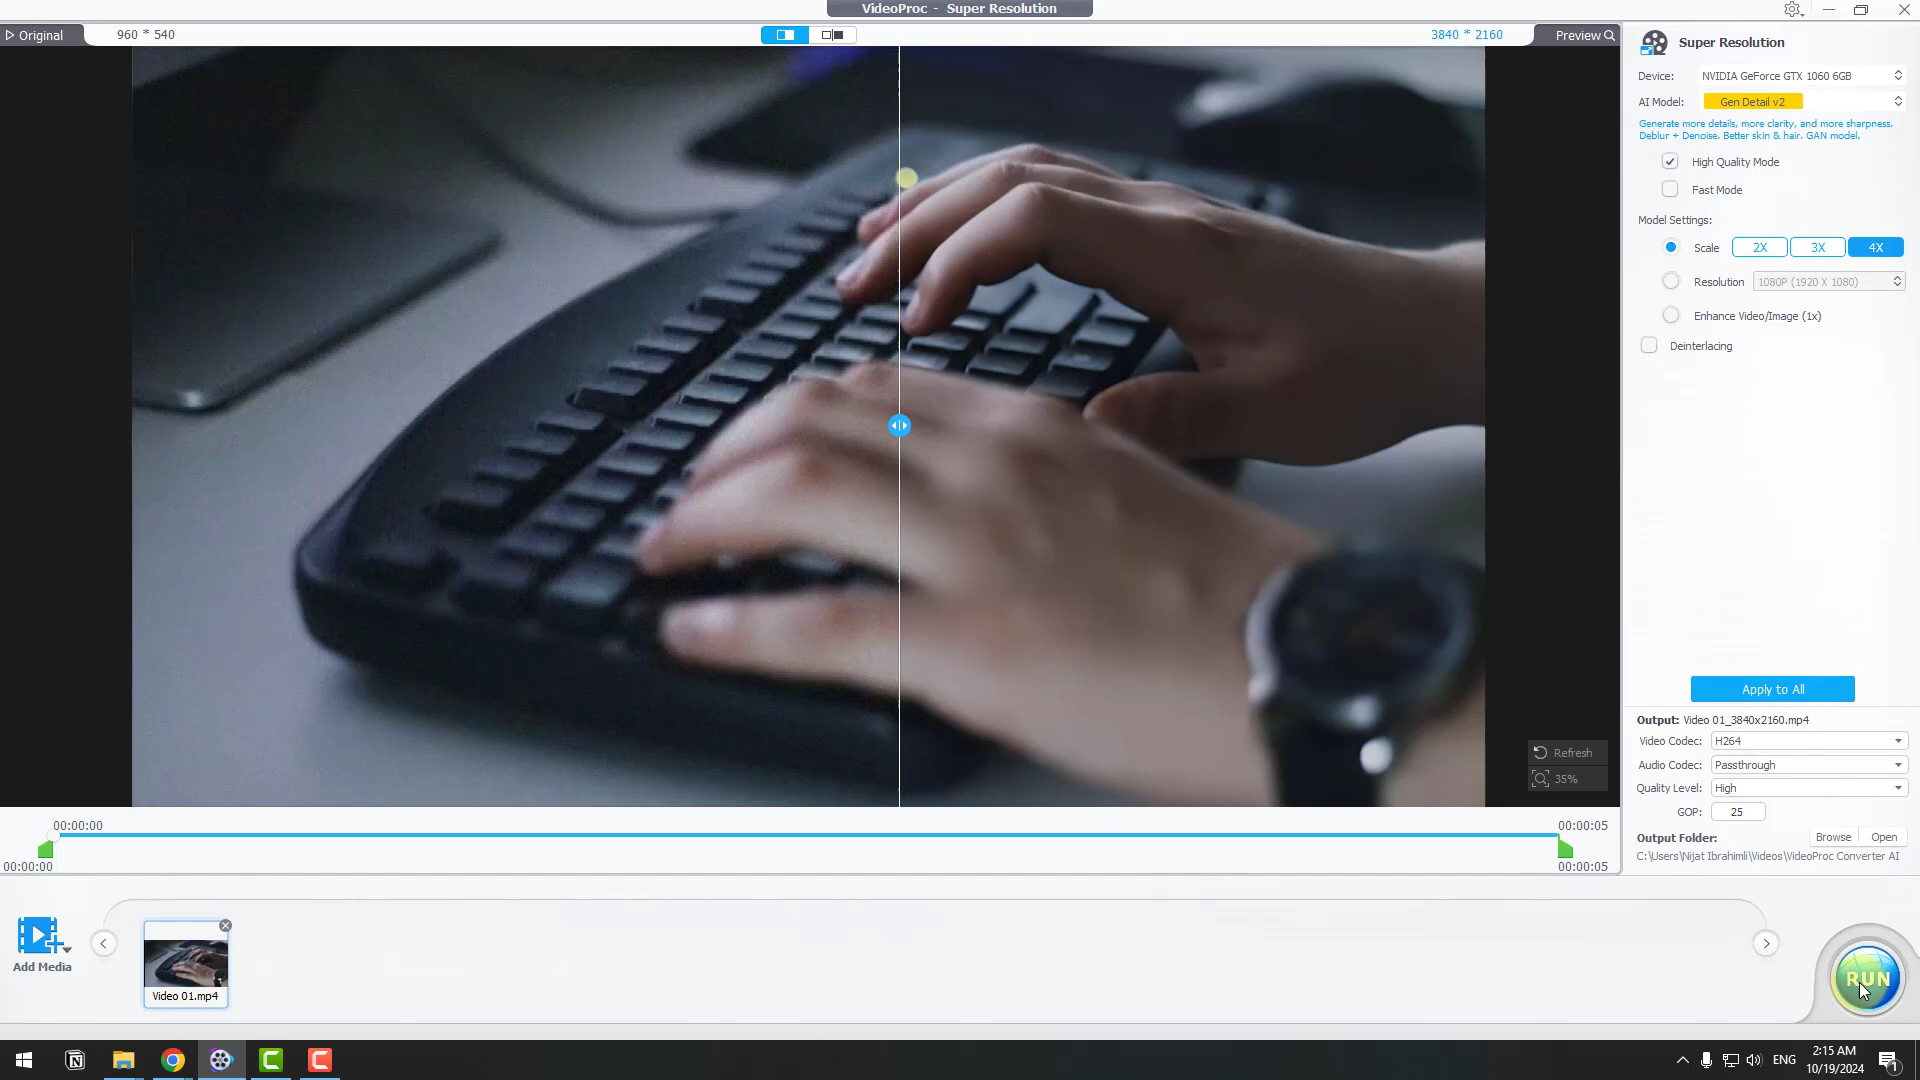 VideoProc - Super Resolution
Original
960 * 540
3840 * 2160
Preview
Super Resolution
Device: NVIDIA GeForce GTX 1060 6GB
AI Model: Gen Detail v2
Generate more details, more clarity, and more sharpness.
Deblur + Denoise. Better skin & hair. GAN model.
High Quality Mode
Fast Mode
Model Settings:
Scale 2X 3X 4X
Resolution 1080P (1920 X 1080)
Enhance Video/Image (1x)
Deinterlacing
Apply to All
Refresh
35%
Output: Video 01_3840x2160.mp4
Video Codec: H264
Audio Codec: Passthrough
Quality Level: High
GOP: 25
Output Folder: Browse Open
C:\Users\Nijat Ibrahimli\Videos\VideoProc Converter AI
00:00:00
00:00:05
00:00:00
00:00:05
Add Media
Video 01.mp4
RUN
ENG
2:15 AM
10/19/2024
1